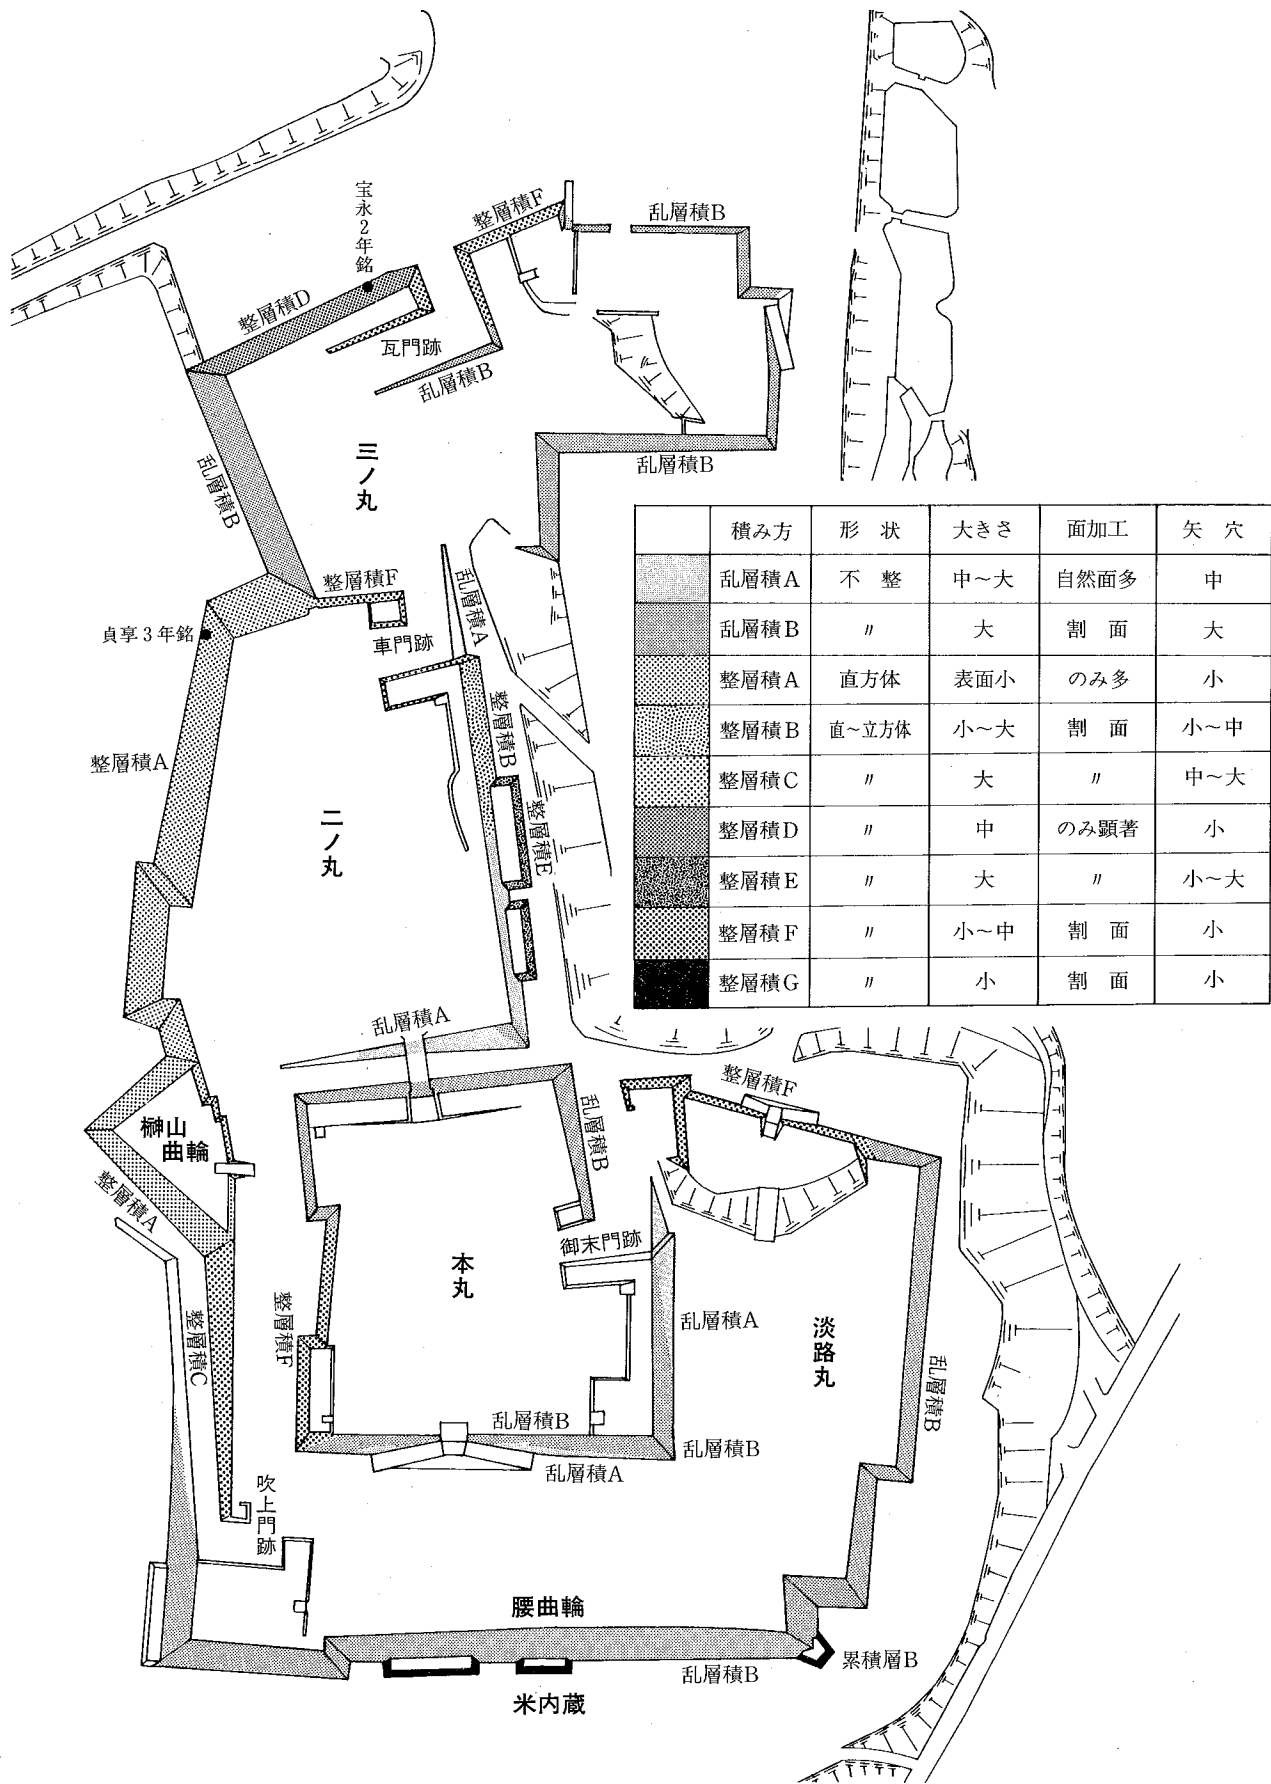 整層積F
乱層積B
宝永2年銘
整層積D
瓦門跡
乱層積B
乱層積B
三ノ丸
乱層積B
整層積F
乱層積A
貞享3年銘
車門跡
整層積B
整層積A
二ノ丸
整層積E
積み方 形状 大きさ 面加工 矢穴
乱層積A 不整 中~大 自然面多 中
乱層積B 〃 大 割面 大
整層積A 直方体 表面小 のみ多 小
整層積B 直~立方体 小~大 割面 小~中
整層積C 〃 大 〃 中~大
整層積D 〃 中 のみ顕著 小
整層積E 〃 大 〃 小~大
整層積F 〃 小~中 割面 小
整層積G 〃 小 割面 小
乱層積A
整層積F
乱層積B
榊山
曲輪
整層積A
御末門跡
本丸
整層積F
整層積C
乱層積A
淡路丸
乱層積B
乱層積B
乱層積B
乱層積A
吹上門跡
腰曲輪
乱層積B
累積層B
米内蔵